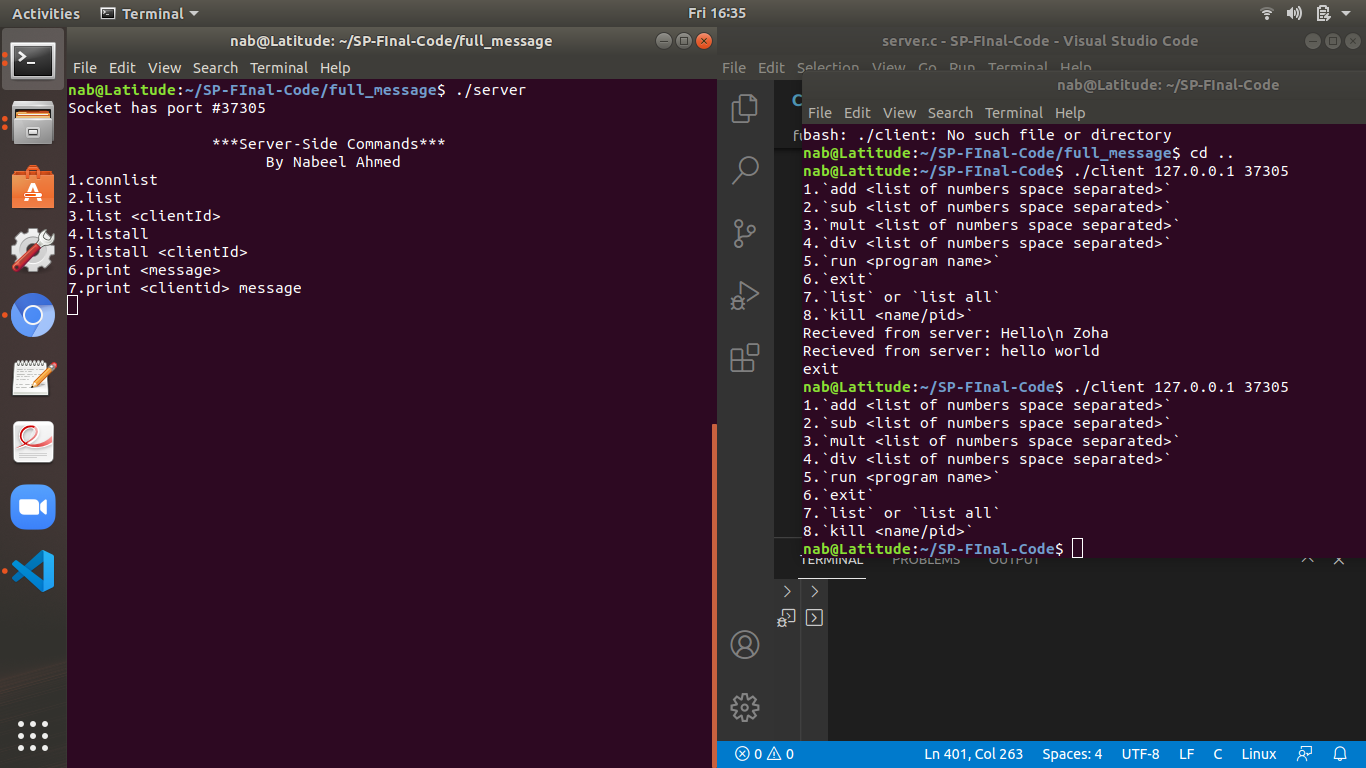 Activities Terminal Fri 16:35
nab@Latitude: ~/SP-FInal-Code/full_message
File Edit View Search Terminal Help
nab@Latitude:~/SP-FInal-Code/full_message$ ./server
Socket has port #37305
***Server-Side Commands***
By Nabeel Ahmed
1.connlist
2.list
3.list <clientId>
4.listall
5.listall <clientId>
6.print <message>
7.print <clientid> message
server.c - SP-FInal-Code - Visual Studio Code
File Edit Selection View Go Run Terminal Help
nab@Latitude: ~/SP-FInal-Code
File Edit View Search Terminal Help
bash: ./client: No such file or directory
nab@Latitude:~/SP-FInal-Code/full_message$ cd ..
nab@Latitude:~/SP-FInal-Code$ ./client 127.0.0.1 37305
1.`add <list of numbers space separated>`
2.`sub <list of numbers space separated>`
3.`mult <list of numbers space separated>`
4.`div <list of numbers space separated>`
5.`run <program name>`
6.`exit`
7.`list` or `list all`
8.`kill <name/pid>`
Recieved from server: Hello\n Zoha
Recieved from server: hello world
exit
nab@Latitude:~/SP-FInal-Code$ ./client 127.0.0.1 37305
1.`add <list of numbers space separated>`
2.`sub <list of numbers space separated>`
3.`mult <list of numbers space separated>`
4.`div <list of numbers space separated>`
5.`run <program name>`
6.`exit`
7.`list` or `list all`
8.`kill <name/pid>`
nab@Latitude:~/SP-FInal-Code$
TERMINAL PROBLEMS OUTPUT
0 0 Ln 401, Col 263 Spaces: 4 UTF-8 LF C Linux